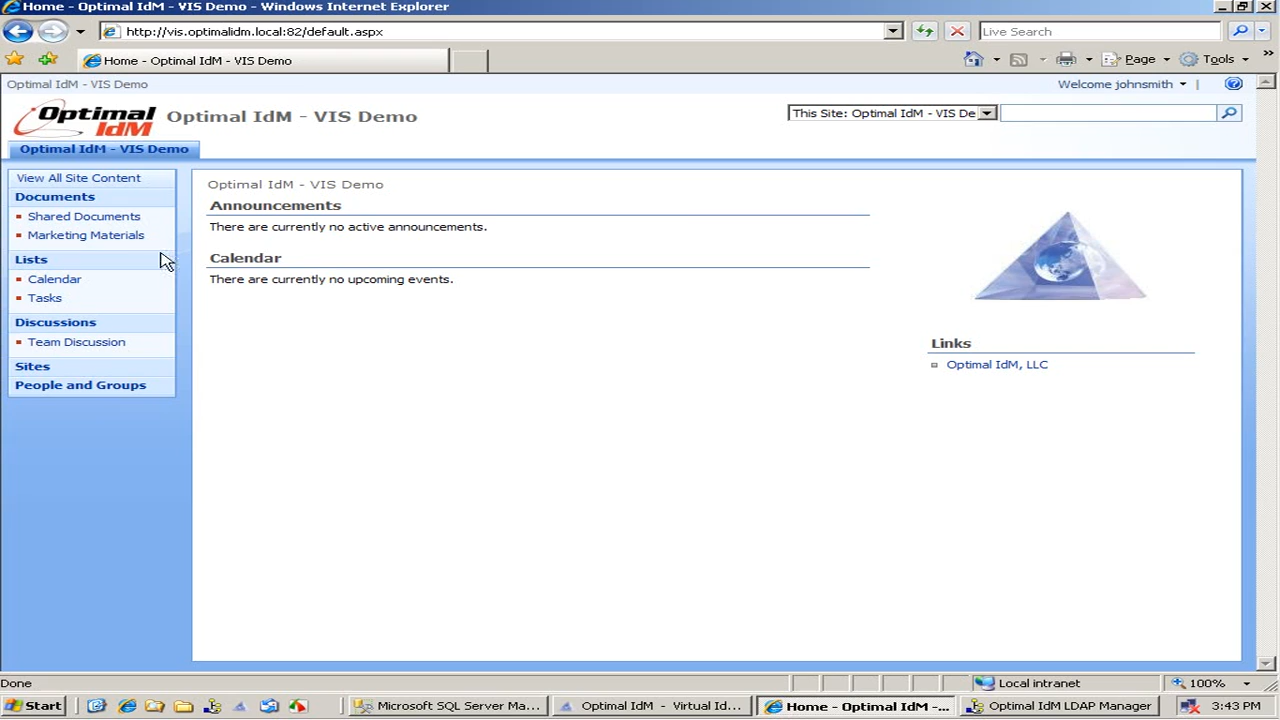 Home - Optimal IdM - VIS Demo - Windows Internet Explorer
http://vis.optimalidm.local:82/default.aspx
Live Search
Home - Optimal IdM - VIS Demo
Page
Tools
Optimal IdM - VIS Demo
Welcome johnsmith
Optimal IdM
Optimal IdM - VIS Demo
This Site: Optimal IdM - VIS De
Optimal IdM - VIS Demo
View All Site Content
Documents
Shared Documents
Marketing Materials
Lists
Calendar
Tasks
Discussions
Team Discussion
Sites
People and Groups
Optimal IdM - VIS Demo
Announcements
There are currently no active announcements.
Calendar
There are currently no upcoming events.
Links
Optimal IdM, LLC
Done
Local intranet
100%
Start
Microsoft SQL Server Ma...
Optimal IdM - Virtual Id...
Home - Optimal IdM -...
Optimal IdM LDAP Manager
3:43 PM